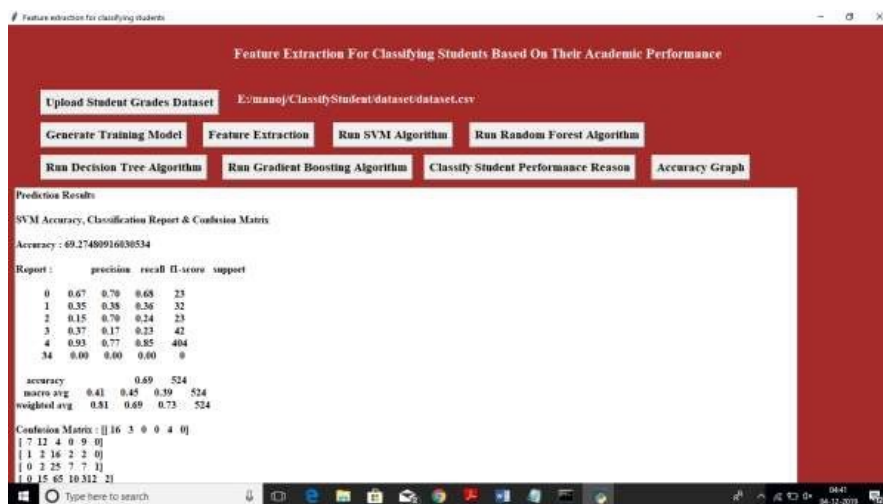 Feature extraction for classifying students
Feature Extraction For Classifying Students Based On Their Academic Performance
Upload Student Grades Dataset E:/manoj/ClassifyStudent/dataset/dataset.csv
Generate Training Model Feature Extraction Run SVM Algorithm Run Random Forest Algorithm
Run Decision Tree Algorithm Run Gradient Boosting Algorithm Classify Student Performance Reason Accuracy Graph
Prediction Results
SVM Accuracy, Classification Report & Confusion Matrix
Accuracy : 69.27480916030534
Report : precision recall f1-score support
0 0.67 0.70 0.68 23
1 0.35 0.38 0.36 32
2 0.15 0.70 0.24 23
3 0.37 0.17 0.23 42
4 0.93 0.77 0.85 404
34 0.00 0.00 0.00 0
accuracy 0.69 524
macro avg 0.41 0.45 0.39 524
weighted avg 0.81 0.69 0.73 524
Confusion Matrix : [[ 16 3 0 0 4 0]
[ 7 12 4 0 9 0]
[ 1 2 16 2 2 0]
[ 0 2 25 7 7 1]
[ 0 15 65 10 312 2]
Type here to search
04:41
04-12-2019